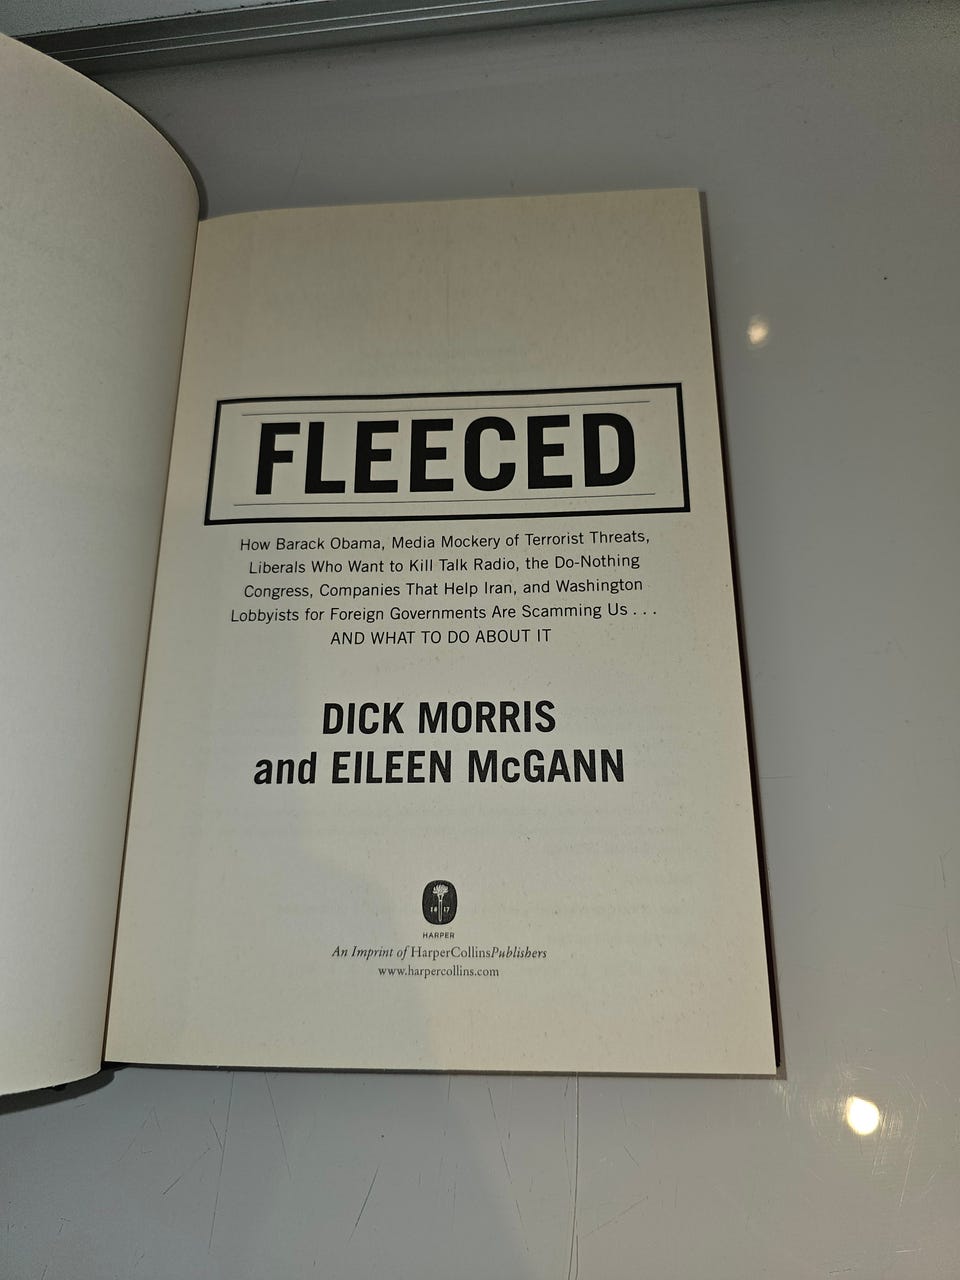 FLEECED
How Barack Obama, Media Mockery of Terrorist Threats,
Liberals Who Want to Kill Talk Radio, the Do-Nothing
Congress, Companies That Help Iran, and Washington
Lobbyists for Foreign Governments Are Scamming Us . . .
AND WHAT TO DO ABOUT IT
DICK MORRIS
and EILEEN McGANN
18 17
HARPER
An Imprint of HarperCollinsPublishers
www.harpercollins.com